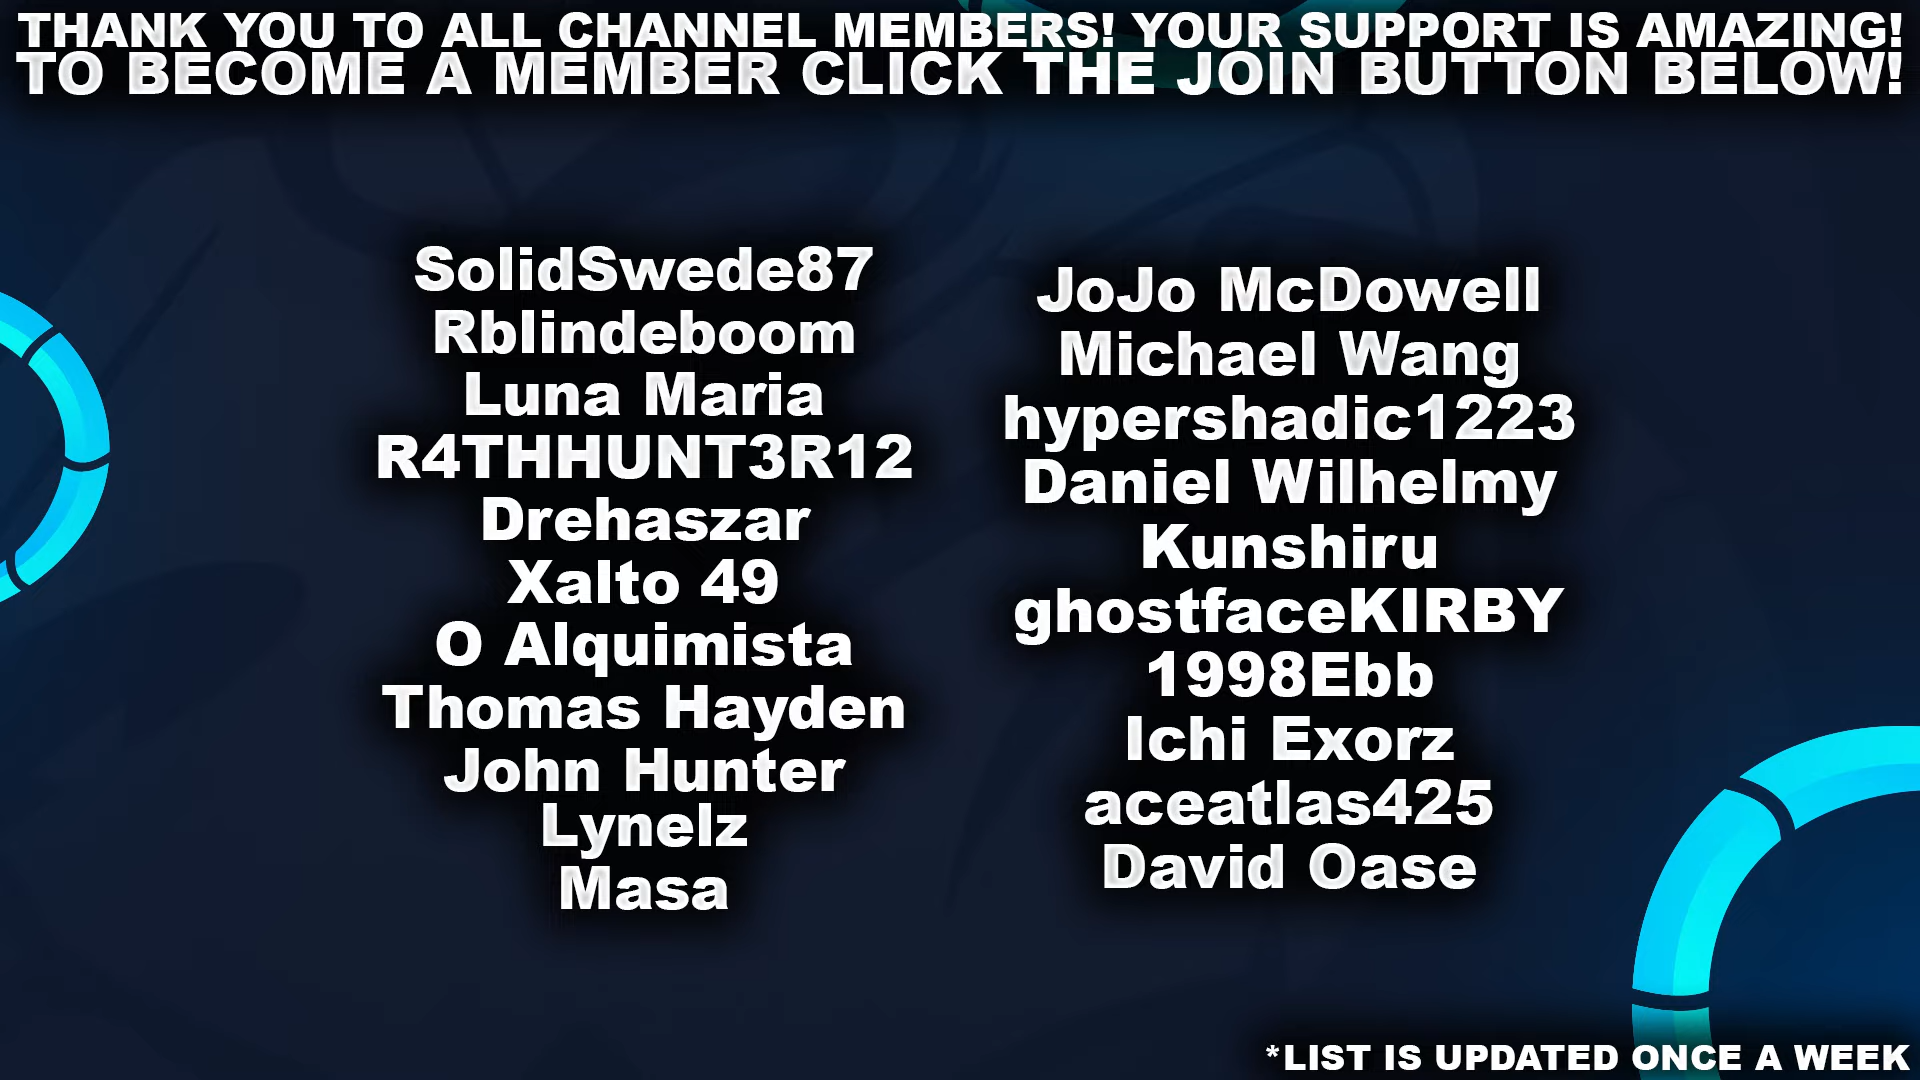 THANK YOU TO ALL CHANNEL MEMBERS! YOUR SUPPORT IS AMAZING!
TO BECOME A MEMBER CLICK THE JOIN BUTTON BELOW!
SolidSwede87
Rblindeboom
Luna Maria
R4THHUNT3R12
Drehaszar
Xalto 49
O Alquimista
Thomas Hayden
John Hunter
Lynelz
Masa
JoJo McDowell
Michael Wang
hypershadic1223
Daniel Wilhelmy
Kunshiru
ghostfaceKIRBY
1998Ebb
Ichi Exorz
aceatlas425
David Oase
*LIST IS UPDATED ONCE A WEEK